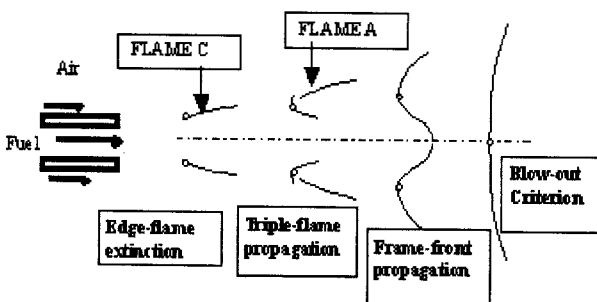 FLAME A
FLAME C
Air
Fuel
Blow-out
Criterion
Edge-flame
extinction
Triple-flame
propagation
Frame-front
propagation